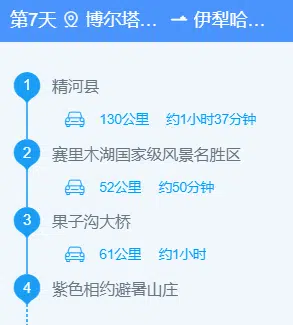 第7天 博尔塔... 伊犁哈...
1 精河县
130公里 约1小时37分钟
2 赛里木湖国家级风景名胜区
52公里 约50分钟
3 果子沟大桥
61公里 约1小时
4 紫色相约避暑山庄